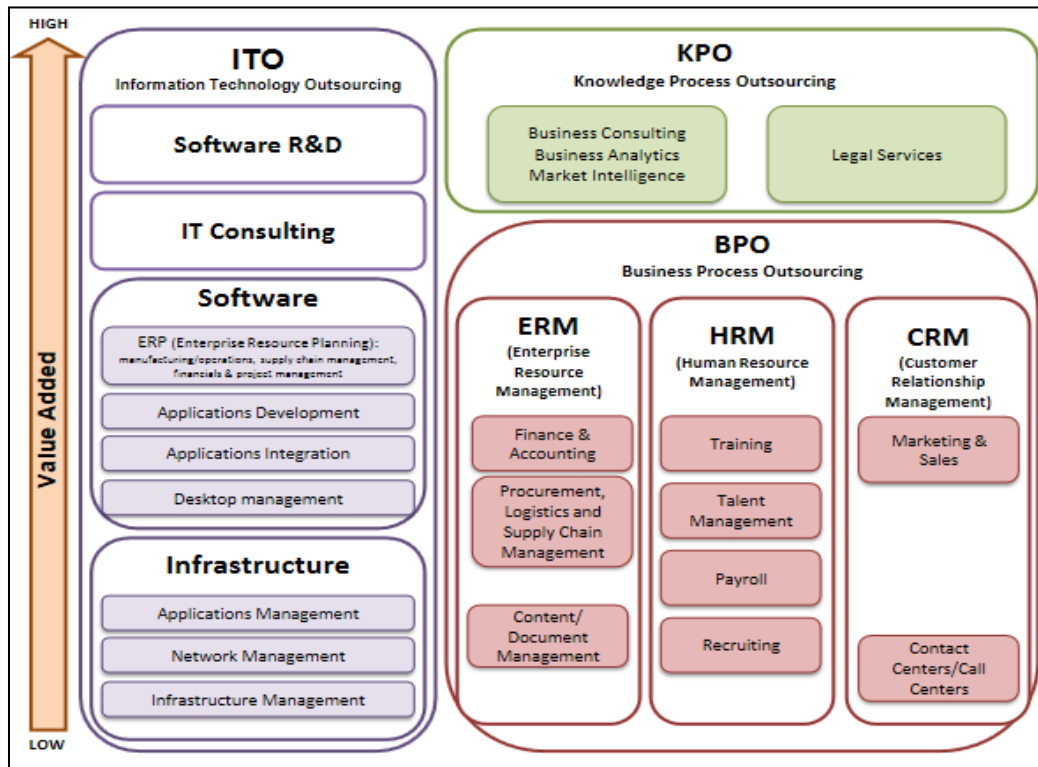 HIGH
Value Added
LOW
ITO
Information Technology Outsourcing
Software R&D
IT Consulting
Software
ERP (Enterprise Resource Planning):
manufacturing/operations, supply chain management,
financials & project management
Applications Development
Applications Integration
Desktop management
Infrastructure
Applications Management
Network Management
Infrastructure Management
KPO
Knowledge Process Outsourcing
Business Consulting
Business Analytics
Market Intelligence
Legal Services
BPO
Business Process Outsourcing
ERM
(Enterprise
Resource
Management)
Finance &
Accounting
Procurement,
Logistics and
Supply Chain
Management
Content/
Document
Management
HRM
(Human Resource
Management)
Training
Talent
Management
Payroll
Recruiting
CRM
(Customer
Relationship
Management)
Marketing &
Sales
Contact
Centers/Call
Centers